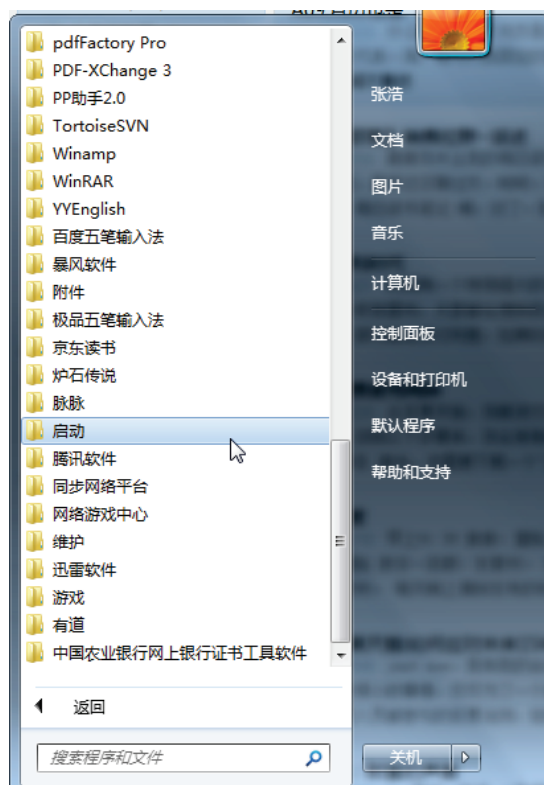 pdfFactory Pro
PDF-XChange 3
PP助手2.0
TortoiseSVN
Winamp
WinRAR
YYEnglish
百度五笔输入法
暴风软件
附件
极品五笔输入法
京东读书
炉石传说
脉脉
启动
腾讯软件
同步网络平台
网络游戏中心
维护
迅雷软件
游戏
有道
中国农业银行网上银行证书工具软件
返回
搜索程序和文件
张浩
文档
图片
音乐
计算机
控制面板
设备和打印机
默认程序
帮助和支持
关机